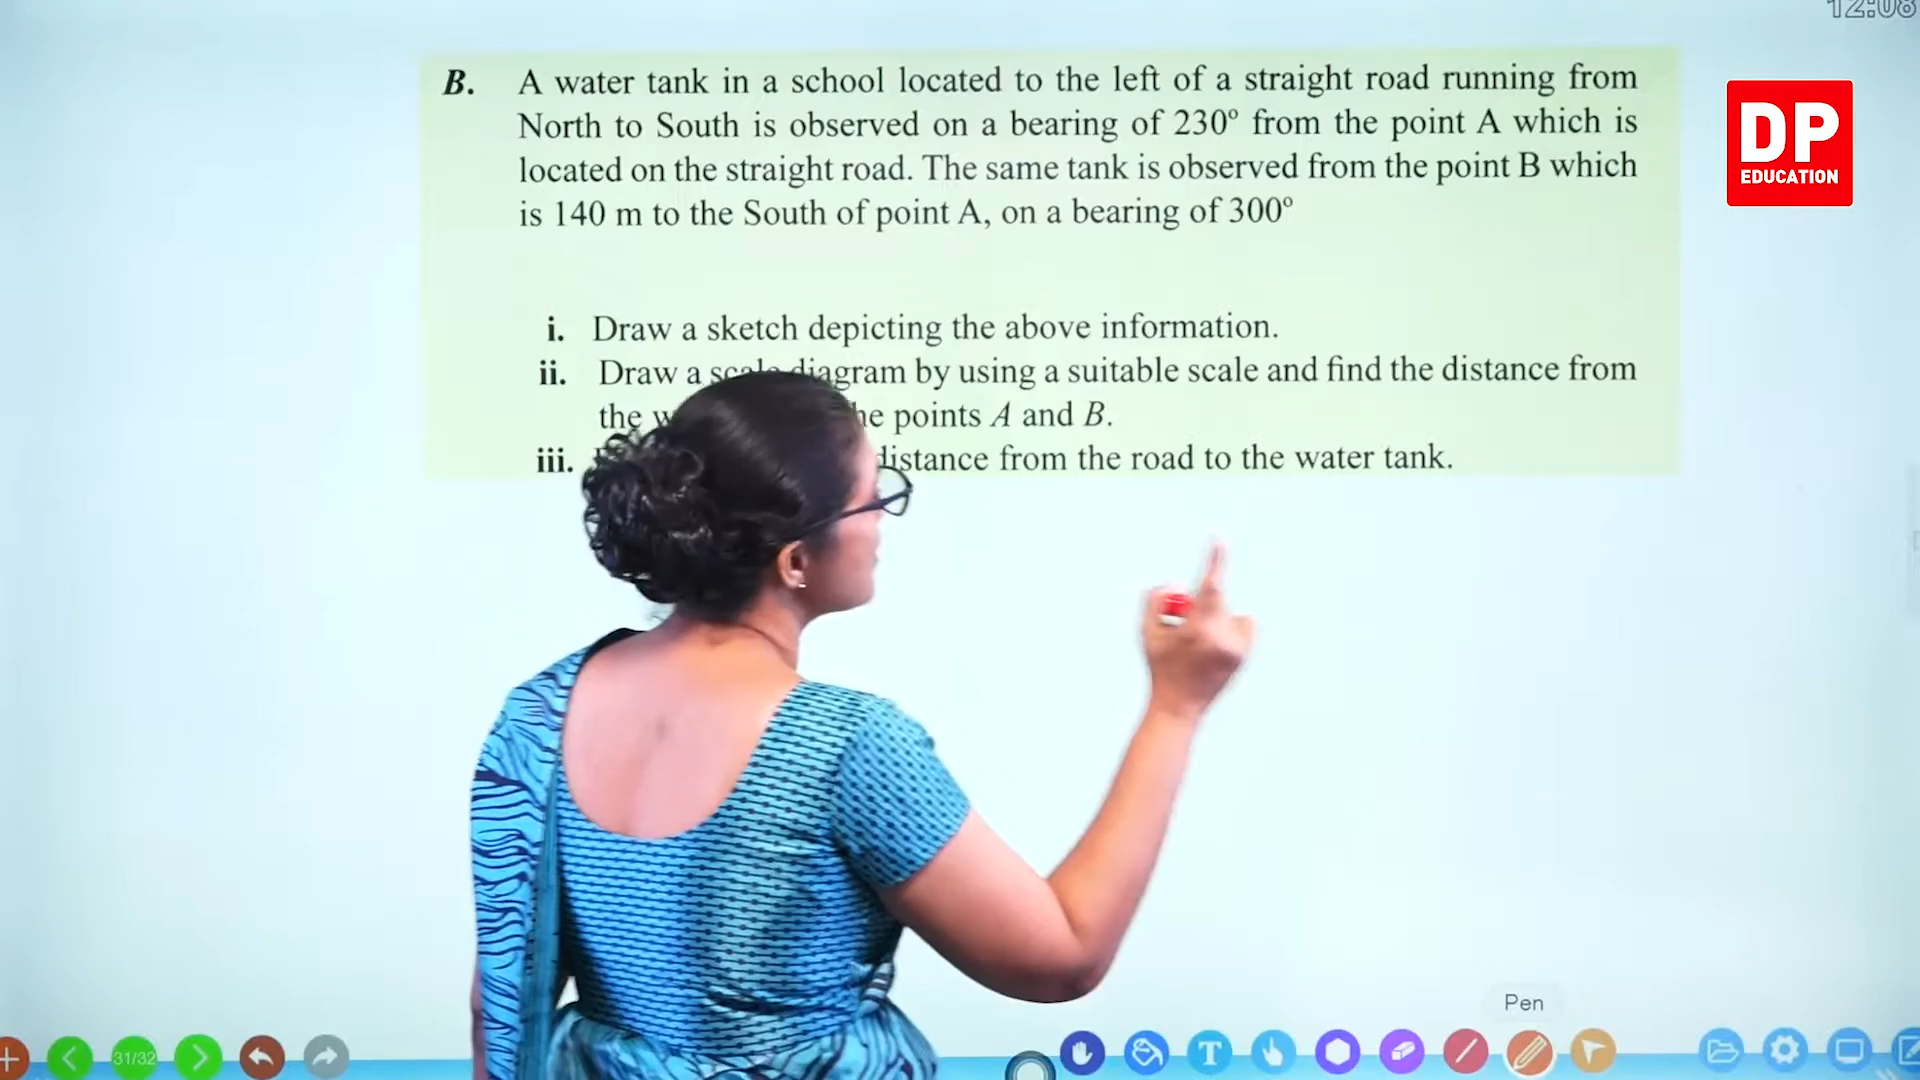 12:08
B. A water tank in a school located to the left of a straight road running from
North to South is observed on a bearing of 230º from the point A which is
located on the straight road. The same tank is observed from the point B which
is 140 m to the South of point A, on a bearing of 300º
DP
EDUCATION
i. Draw a sketch depicting the above information.
ii. Draw a scale diagram by using a suitable scale and find the distance from
the points A and B.
iii. distance from the road to the water tank.
Pen
31/32
T